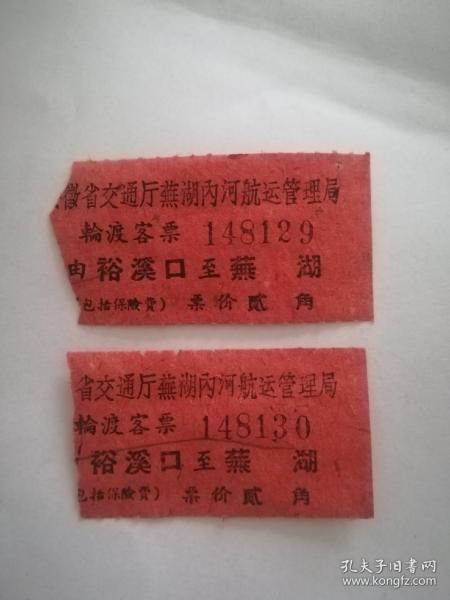 徽省交通厅蕪湖內河航运管理局
輪渡客票 148129
由裕溪口至蕪 湖
(包括保險費) 票价貳 角
省交通厅蕪湖內河航运管理局
輪渡客票 148130
裕溪口至蕪 湖
包括保險費) 票价貳 角
孔夫子旧书网
www.kongfz.com